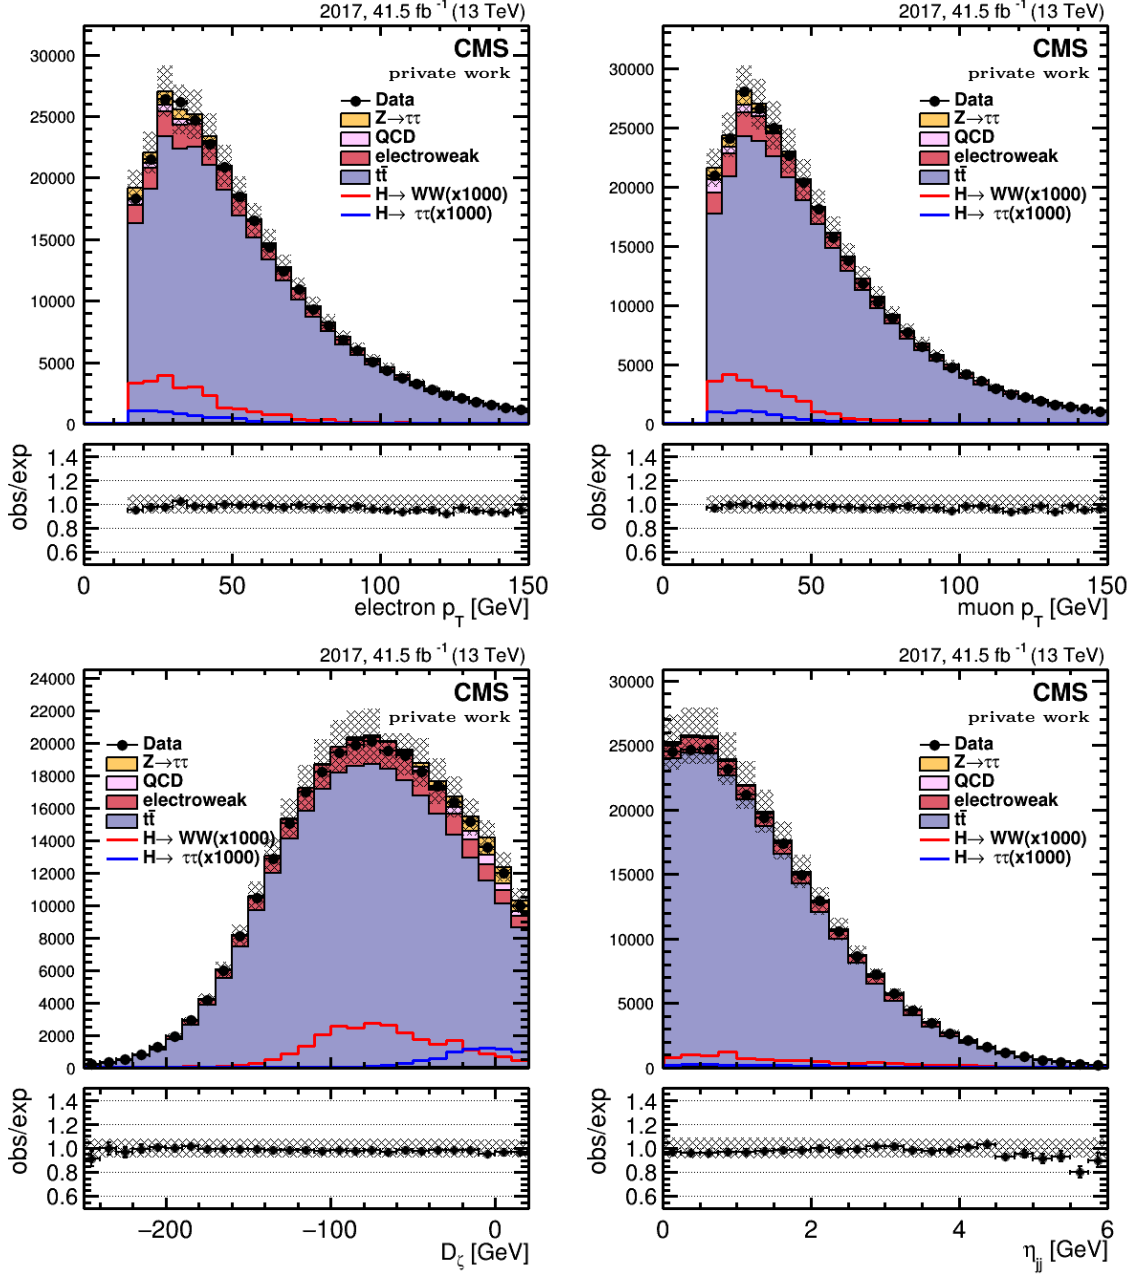 2017, 41.5 fb⁻¹ (13 TeV)
30000
25000
20000
15000
10000
5000
0
CMS
private work
Data
Z→ττ
QCD
electroweak
tt̄
H→ WW(x1000)
H→ ττ(x1000)
obs/exp
1.4
1.2
1.0
0.8
0.6
0 50 100 150
electron p_T [GeV]
2017, 41.5 fb⁻¹ (13 TeV)
30000
25000
20000
15000
10000
5000
0
CMS
private work
Data
Z→ττ
QCD
electroweak
tt̄
H→ WW(x1000)
H→ ττ(x1000)
obs/exp
1.4
1.2
1.0
0.8
0.6
0 50 100 150
muon p_T [GeV]
2017, 41.5 fb⁻¹ (13 TeV)
24000
22000
20000
18000
16000
14000
12000
10000
8000
6000
4000
2000
0
CMS
private work
Data
Z→ττ
QCD
electroweak
tt̄
H→ WW(x1000)
H→ ττ(x1000)
obs/exp
1.4
1.2
1.0
0.8
0.6
−200 −100 0
D_ζ [GeV]
2017, 41.5 fb⁻¹ (13 TeV)
30000
25000
20000
15000
10000
5000
0
CMS
private work
Data
Z→ττ
QCD
electroweak
tt̄
H→ WW(x1000)
H→ ττ(x1000)
obs/exp
1.4
1.2
1.0
0.8
0.6
0 2 4 6
η_jj [GeV]